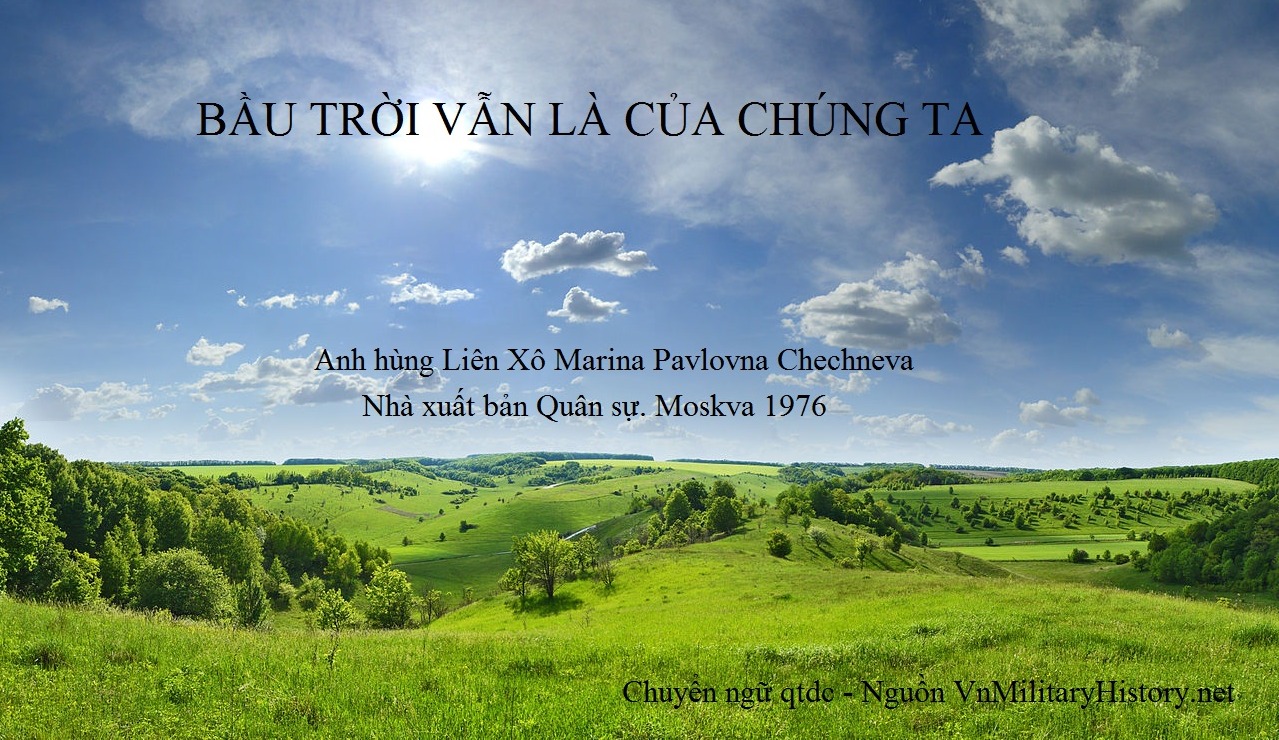 BẦU TRỜI VẪN LÀ CỦA CHÚNG TA
Anh hùng Liên Xô Marina Pavlovna Chechneva
Nhà xuất bản Quân sự. Moskva 1976
Chuyển ngữ qtdc - Nguồn VnMilitaryHistory.net